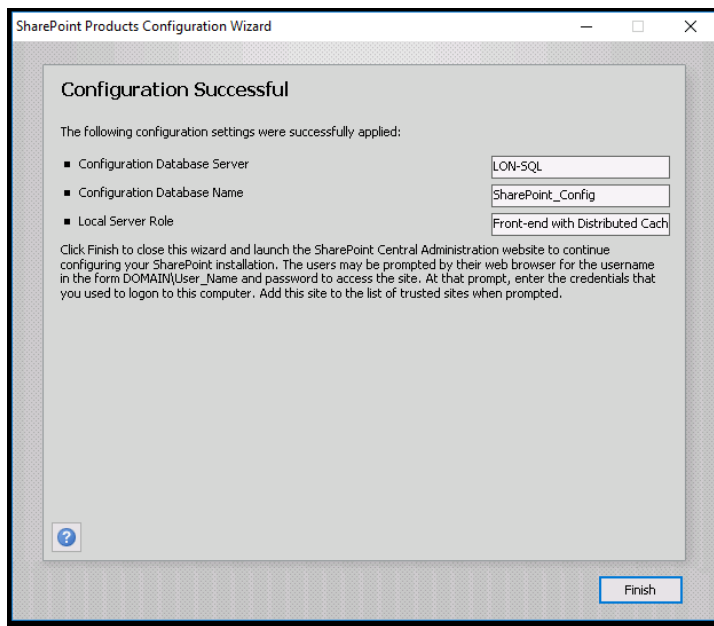 SharePoint Products Configuration Wizard
Configuration Successful
The following configuration settings were successfully applied:
Configuration Database Server LON-SQL
Configuration Database Name SharePoint_Config
Local Server Role Front-end with Distributed Cach
Click Finish to close this wizard and launch the SharePoint Central Administration website to continue
configuring your SharePoint installation. The users may be prompted by their web browser for the username
in the form DOMAIN\User_Name and password to access the site. At that prompt, enter the credentials that
you used to logon to this computer. Add this site to the list of trusted sites when prompted.
?
Finish